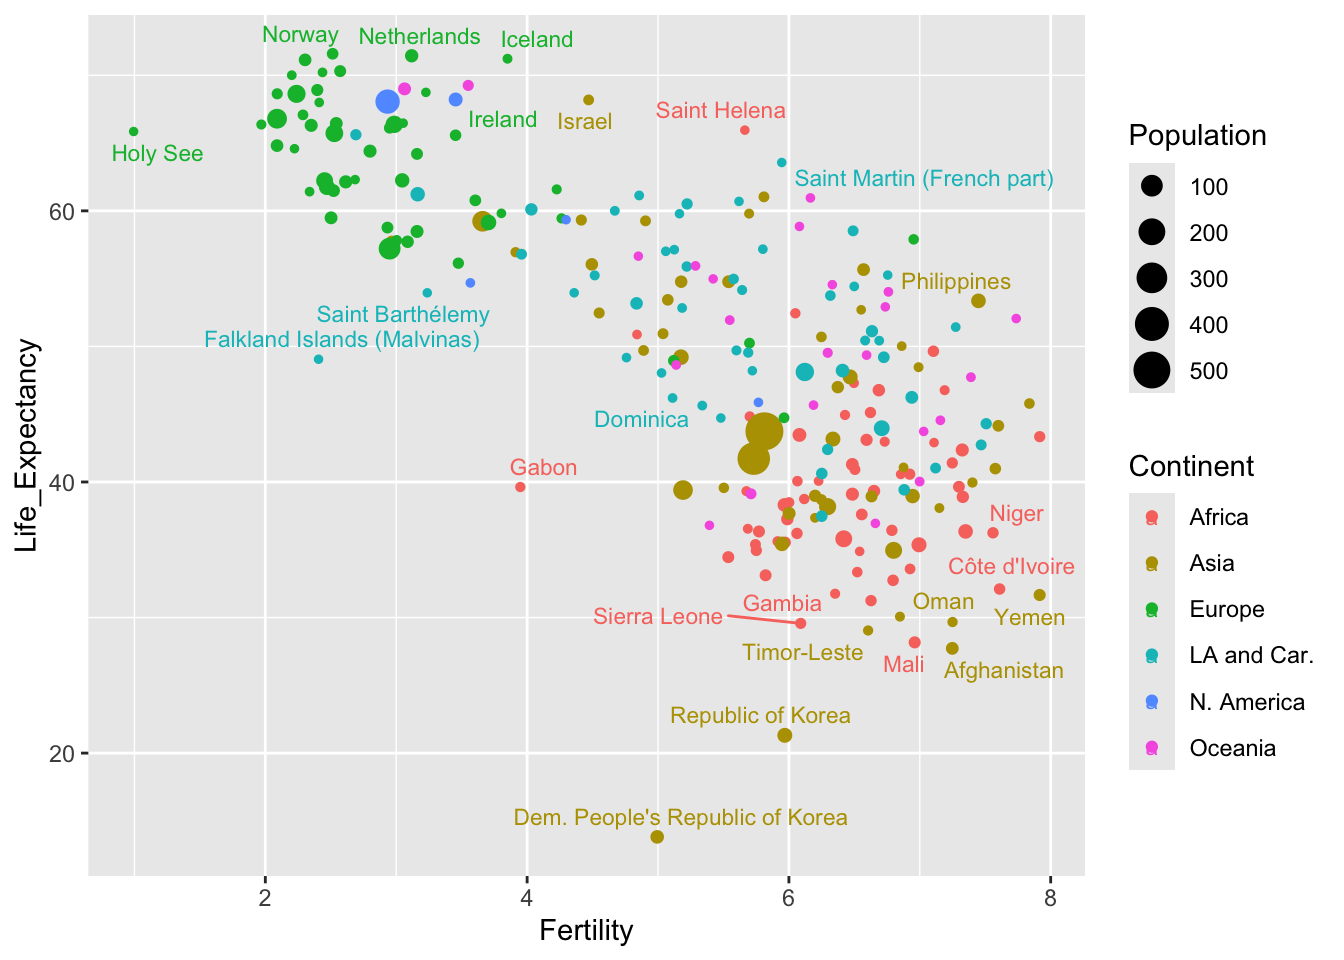 Norway
Netherlands
Iceland
Ireland
Israel
Saint Helena
Holy See
Saint Martin (French part)
Philippines
Saint Barthélemy
Falkland Islands (Malvinas)
Dominica
Gabon
Niger
Côte d'Ivoire
Gambia
Oman
Sierra Leone
Yemen
Timor-Leste
Mali
Afghanistan
Republic of Korea
Dem. People's Republic of Korea
60
40
20
Life_Expectancy
2
4
6
8
Fertility
Population
100
200
300
400
500
Continent
a Africa
a Asia
a Europe
a LA and Car.
a N. America
a Oceania